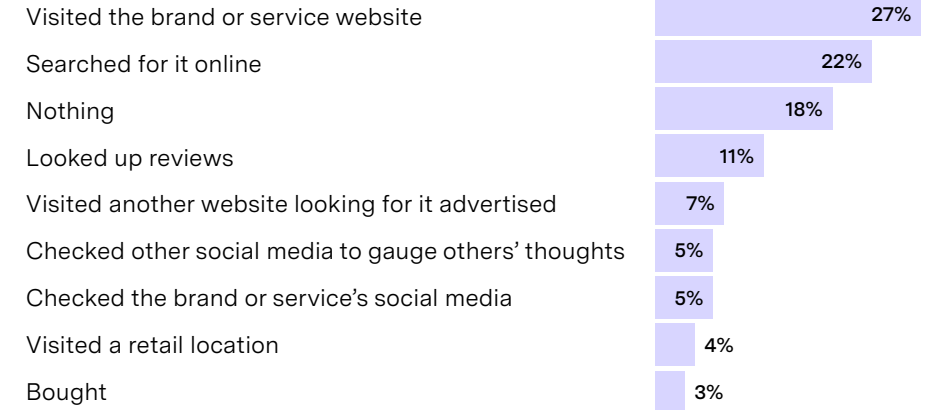 Visited the brand or service website 27%
Searched for it online 22%
Nothing 18%
Looked up reviews 11%
Visited another website looking for it advertised 7%
Checked other social media to gauge others’ thoughts 5%
Checked the brand or service’s social media 5%
Visited a retail location 4%
Bought 3%